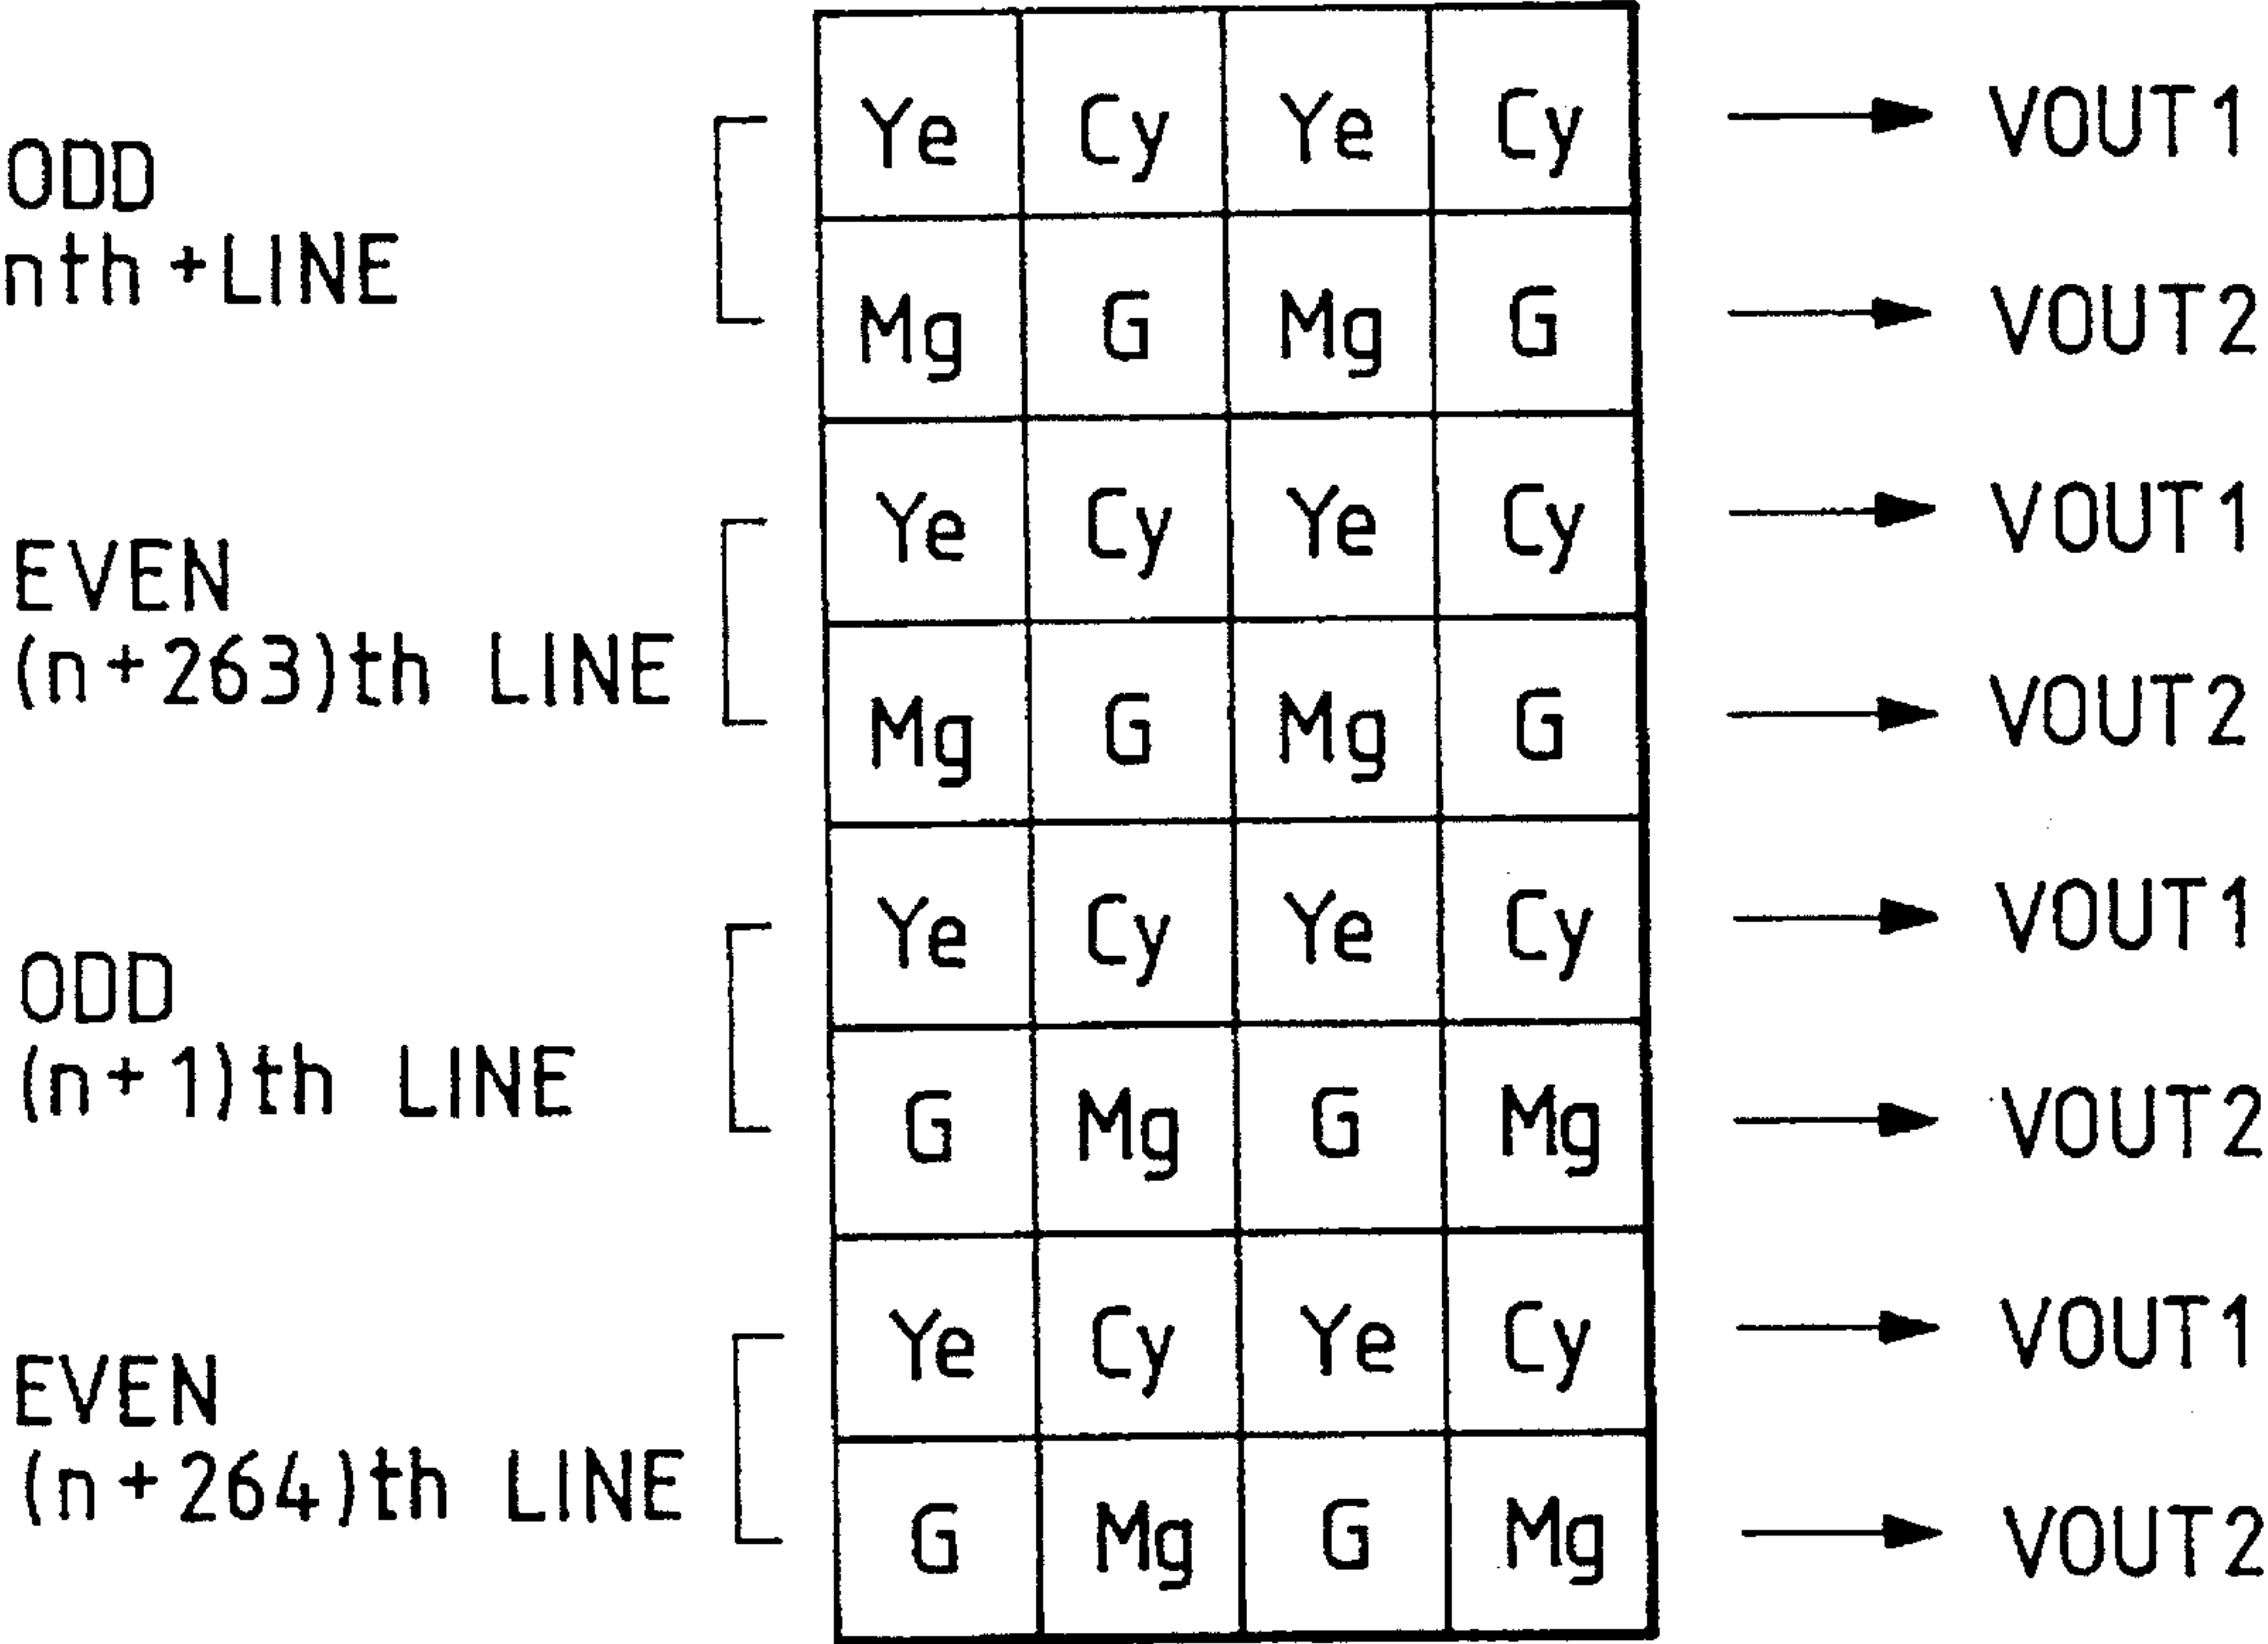 Ye Cy Ye Cy VOUT1
ODD
nth +LINE
Mg G Mg G VOUT2
Ye Cy Ye Cy VOUT1
EVEN
(n+263)th LINE
Mg G Mg G VOUT2
Ye Cy Ye Cy VOUT1
ODD
(n+1)th LINE
G Mg G Mg VOUT2
Ye Cy Ye Cy VOUT1
EVEN
(n+264)th LINE
G Mg G Mg VOUT2